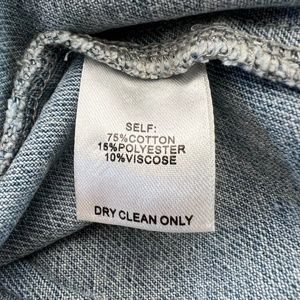 SELF:
75%COTTON
15%POLYESTER
10%VISCOSE
DRY CLEAN ONLY